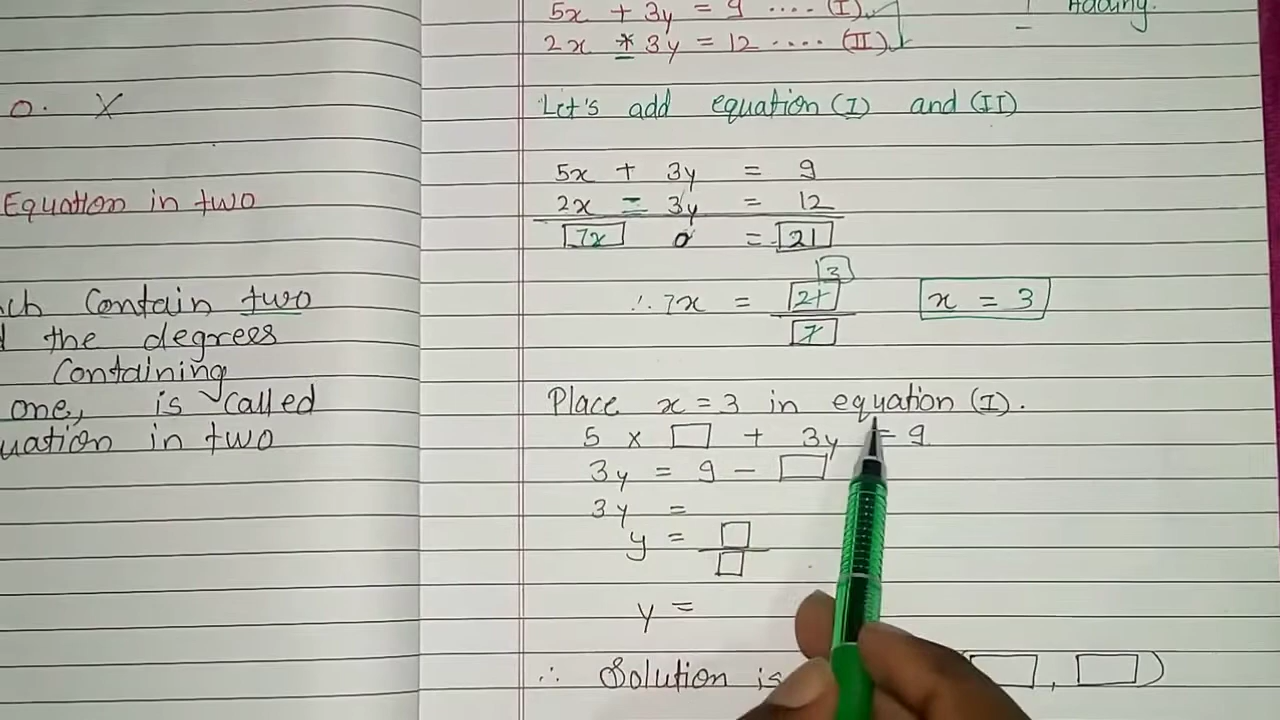 o. X
Equation in two
Contain two
the degrees
Containing
one, is called
in two
5x + 3y = 9 .... (I)
Adding.
2x * 3y = 12 .... (II)
Let's add equation (I) and (II)
5x + 3y = 9
2x = 3y = 12
7x 0 = 21
3
∴ 7x = 21 x = 3
7
Place x = 3 in equation (I).
5 × □ + 3y = 9
3y = 9 − □
3y =
y = □
□
y =
∴ Solution is (□, □)